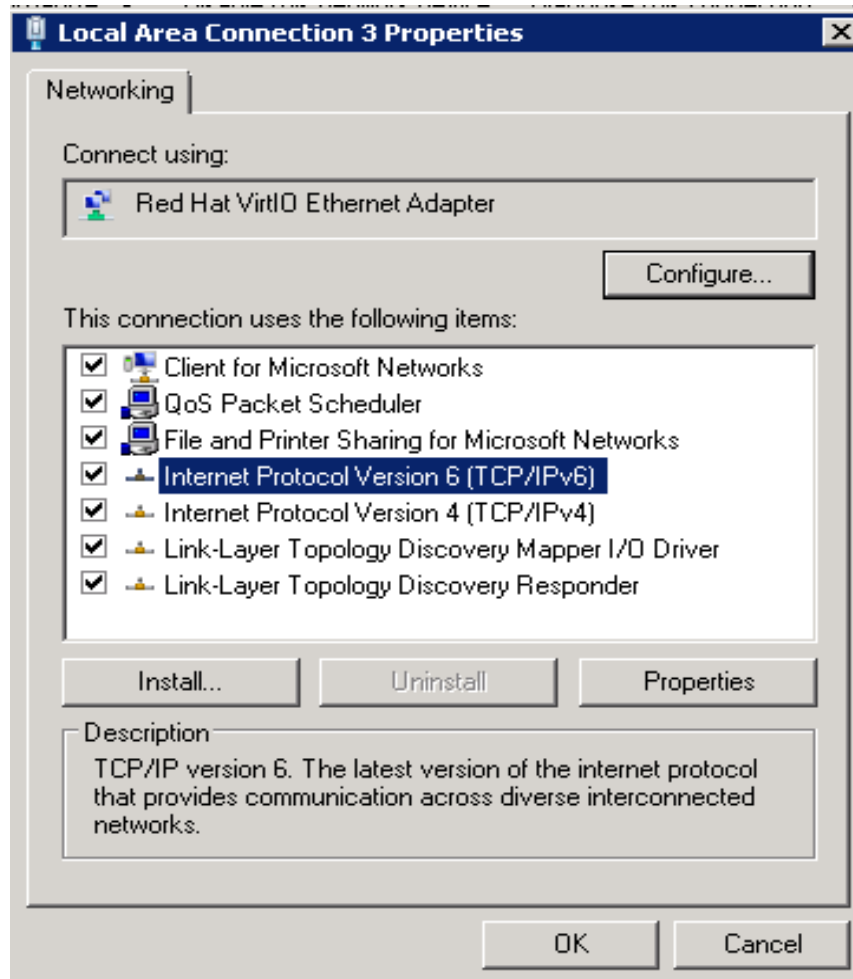 Local Area Connection 3 Properties
Networking
Connect using:
Red Hat VirtIO Ethernet Adapter
Configure...
This connection uses the following items:
Client for Microsoft Networks
QoS Packet Scheduler
File and Printer Sharing for Microsoft Networks
Internet Protocol Version 6 (TCP/IPv6)
Internet Protocol Version 4 (TCP/IPv4)
Link-Layer Topology Discovery Mapper I/O Driver
Link-Layer Topology Discovery Responder
Install... Uninstall Properties
Description
TCP/IP version 6. The latest version of the internet protocol
that provides communication across diverse interconnected
networks.
OK Cancel